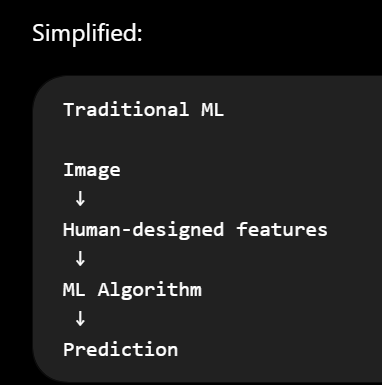 Simplified:
Traditional ML
Image
↓
Human-designed features
↓
ML Algorithm
↓
Prediction